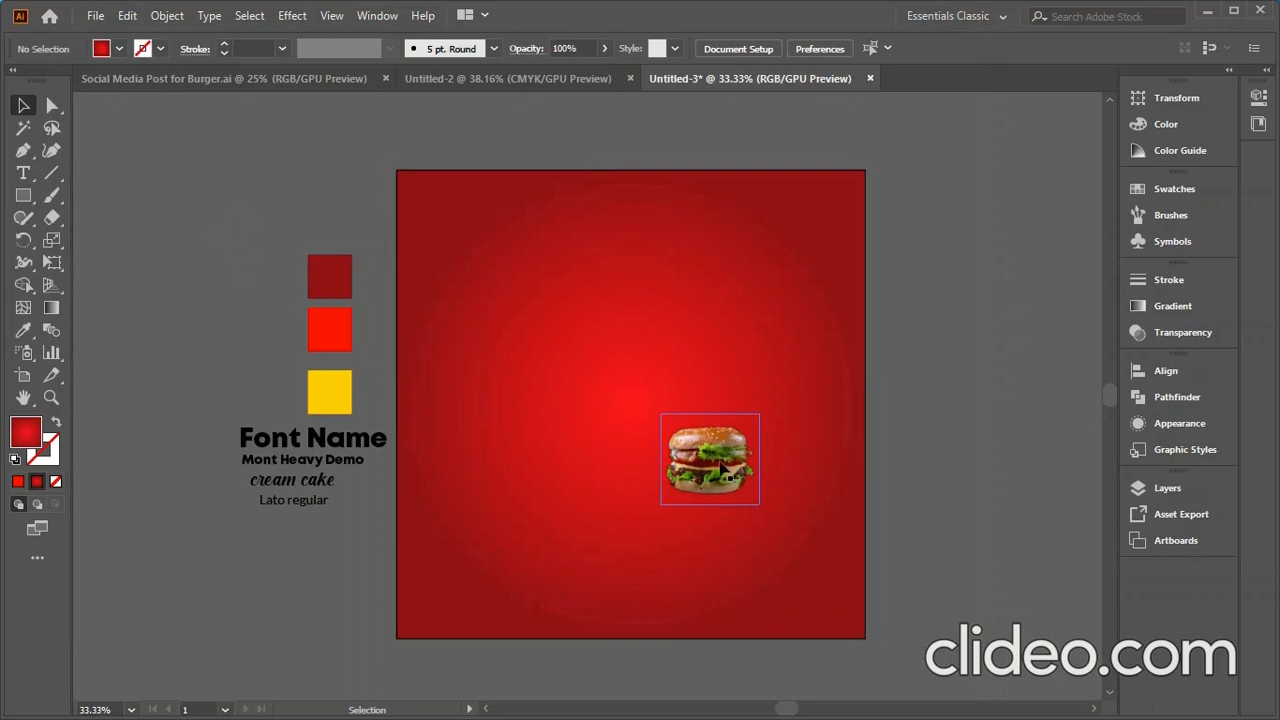 Ai File Edit Object Type Select Effect View Window Help Essentials Classic Search Adobe Stock
No Selection Stroke: 5 pt. Round Opacity: 100% Style: Document Setup Preferences
Social Media Post for Burger.ai @ 25% (RGB/GPU Preview) × Untitled-2 @ 38.16% (CMYK/GPU Preview) × Untitled-3* @ 33.33% (RGB/GPU Preview) ×
Transform
Color
Color Guide
Swatches
Brushes
Symbols
Stroke
Gradient
Transparency
Align
Pathfinder
Appearance
Graphic Styles
Layers
Asset Export
Artboards
Font Name
Mont Heavy Demo
cream cake
Lato regular
clideo.com
33.33% 1 Selection